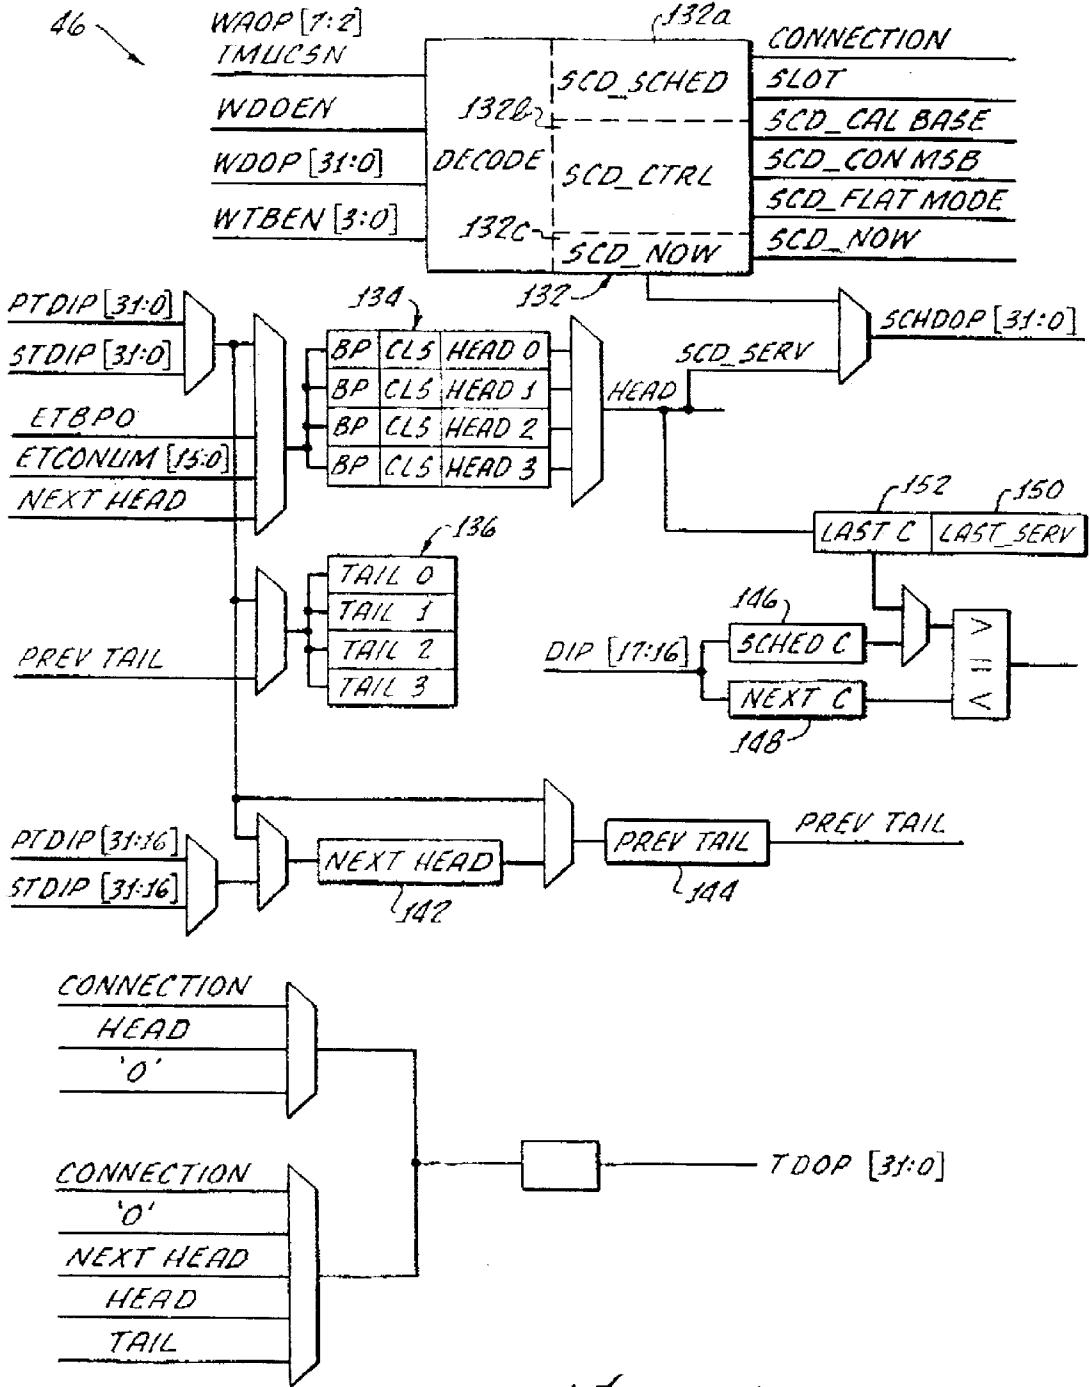 46
WAOP [7:2]
TMUCSN
WDOEN
WDOP [31:0]
WTBEN [3:0]
DECODE
132a
SCD_SCHED
132b
SCD_CTRL
132c
SCD_NOW
132
CONNECTION
SLOT
SCD_CAL BASE
SCD_CON MSB
SCD_FLAT MODE
SCD_NOW
PTDIP [31:0]
STDIP [31:0]
ETBPO
ETCONUM [15:0]
NEXT HEAD
134
BP CLS HEAD 0
BP CLS HEAD 1
BP CLS HEAD 2
BP CLS HEAD 3
HEAD
SCD_SERV
SCHDOP [31:0]
152
150
LAST C LAST_SERV
136
TAIL 0
TAIL 1
TAIL 2
TAIL 3
PREV TAIL
DIP [17:16]
146
SCHED C
NEXT C
148
>
=
<
PTDIP [31:16]
STDIP [31:16]
NEXT HEAD
142
PREV TAIL
144
PREV TAIL
CONNECTION
HEAD
'0'
CONNECTION
'0'
NEXT HEAD
HEAD
TAIL
TDOP [31:0]